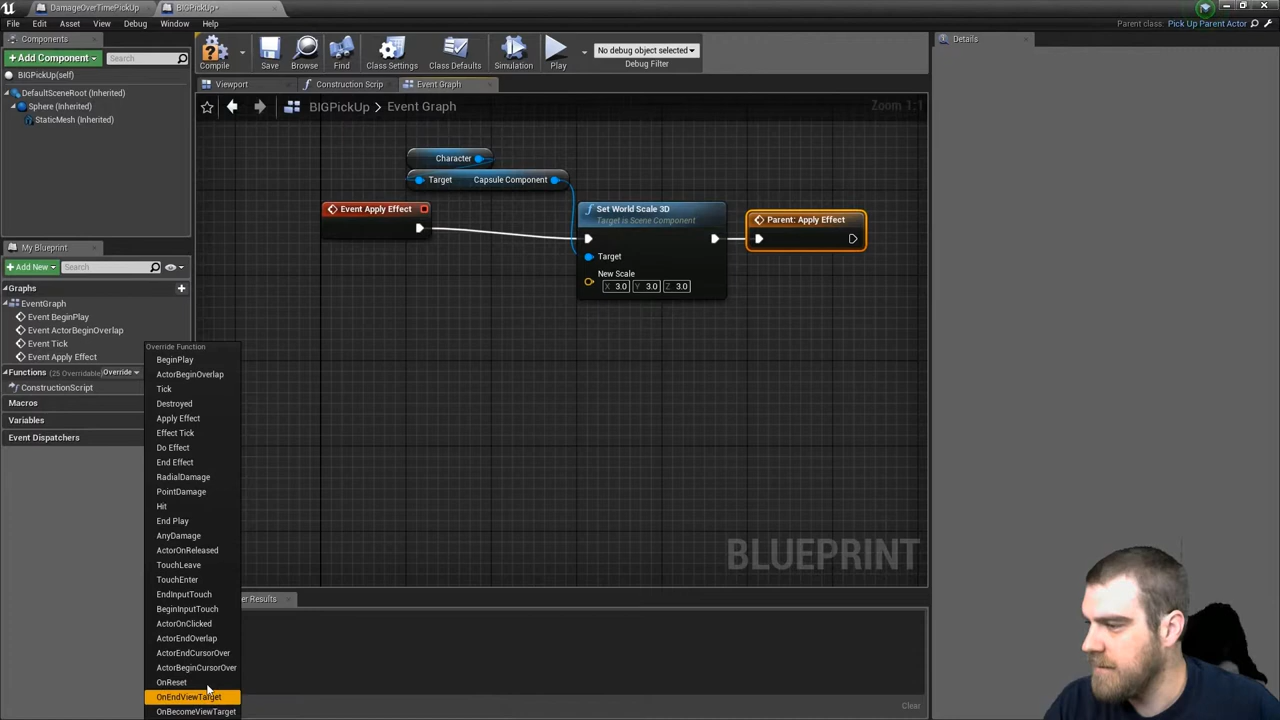 DamageOverTimePickUp
BIGPickUp*
File
Edit
Asset
View
Debug
Window
Help
Parent class: Pick Up Parent Actor
Components
+Add Component
Search
BIGPickUp(self)
DefaultSceneRoot (Inherited)
Sphere (Inherited)
StaticMesh (Inherited)
Compile
Save
Browse
Find
Class Settings
Class Defaults
Simulation
Play
No debug object selected
Debug Filter
Details
Viewport
Construction Scrip
Event Graph
BIGPickUp > Event Graph
Zoom 1:1
Character
Target
Capsule Component
Event Apply Effect
Set World Scale 3D
Target is Scene Component
Target
New Scale
X 3.0
Y 3.0
Z 3.0
Parent: Apply Effect
My Blueprint
+Add New
Search
Graphs
EventGraph
Event BeginPlay
Event ActorBeginOverlap
Event Tick
Event Apply Effect
Functions (25 Overridable)
Override
ConstructionScript
Macros
Variables
Event Dispatchers
Override Function
BeginPlay
ActorBeginOverlap
Tick
Destroyed
Apply Effect
Effect Tick
Do Effect
End Effect
RadialDamage
PointDamage
Hit
End Play
AnyDamage
ActorOnReleased
TouchLeave
TouchEnter
EndInputTouch
BeginInputTouch
ActorOnClicked
ActorEndOverlap
ActorEndCursorOver
ActorBeginCursorOver
OnReset
OnEndViewTarget
OnBecomeViewTarget
BLUEPRINT
er Results
Clear